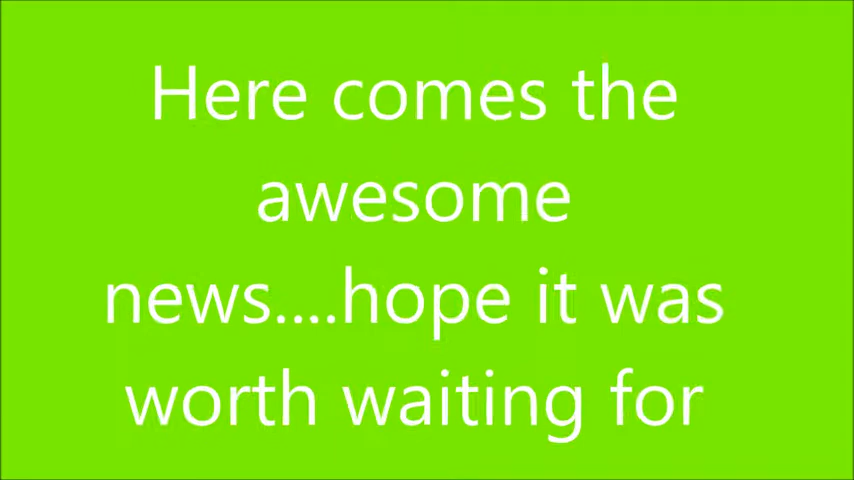 Here comes the
awesome
news....hope it was
worth waiting for